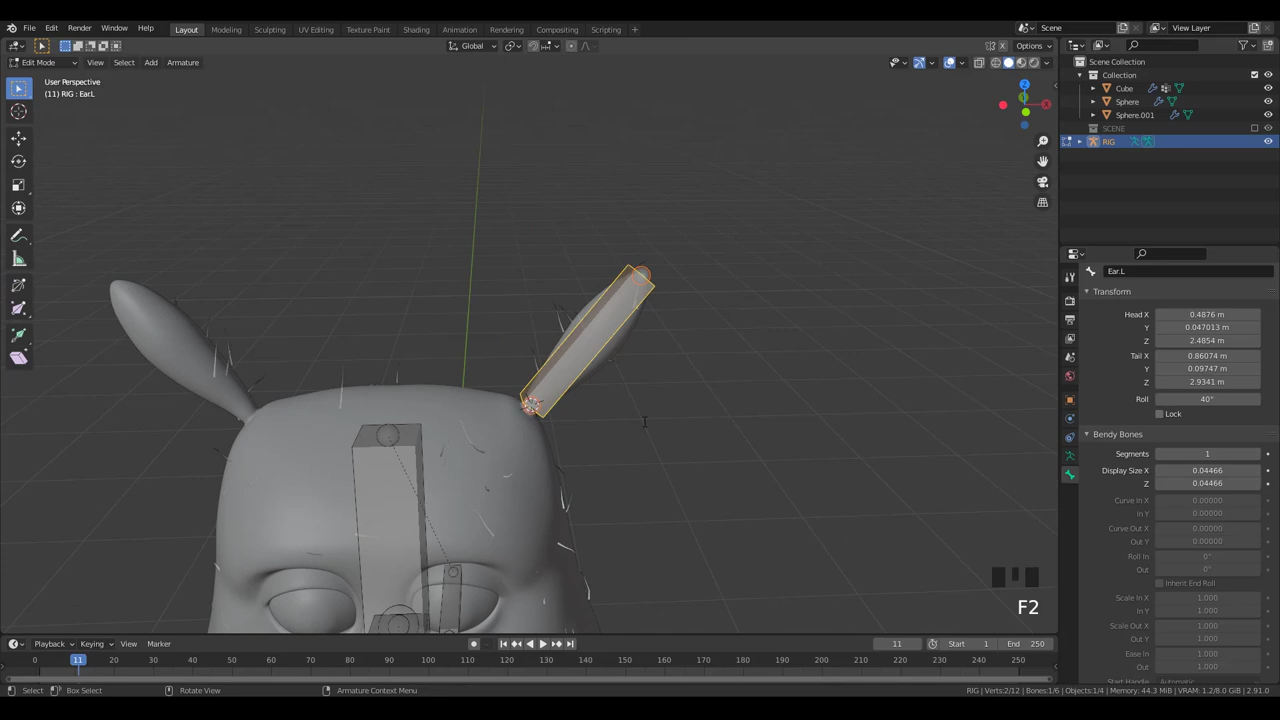 File Edit Render Window Help Layout Modeling Sculpting UV Editing Texture Paint Shading Animation Rendering Compositing Scripting + Scene View Layer
Global Options
Edit Mode View Select Add Armature
User Perspective
(11) RIG : Ear.L
Z
X
Scene Collection
Collection
Cube
Sphere
Sphere.001
SCENE
RIG
Ear.L
Transform
Head X 0.4876 m
Y 0.047013 m
Z 2.4854 m
Tail X 0.86074 m
Y 0.09747 m
Z 2.9341 m
Roll 40°
Lock
Bendy Bones
Segments 1
Display Size X 0.04466
Z 0.04466
Curve In X 0.00000
In Y 0.00000
Curve Out X 0.00000
Out Y 0.00000
Roll In 0°
Out 0°
Inherit End Roll
Scale In X 1.000
In Y 1.000
Scale Out X 1.000
Out Y 1.000
Ease In 1.000
Out 1.000
Start Handle Automatic
F2
Playback Keying View Marker 11 Start 1 End 250
0 11 20 30 40 50 60 70 80 90 100 110 120 130 140 150 160 170 180 190 200 210 220 230 240 250
Select Box Select Rotate View Armature Context Menu RIG | Verts:2/12 | Bones:1/6 | Objects:1/4 | Memory: 44.3 MiB | VRAM: 1.2/8.0 GiB | 2.91.0